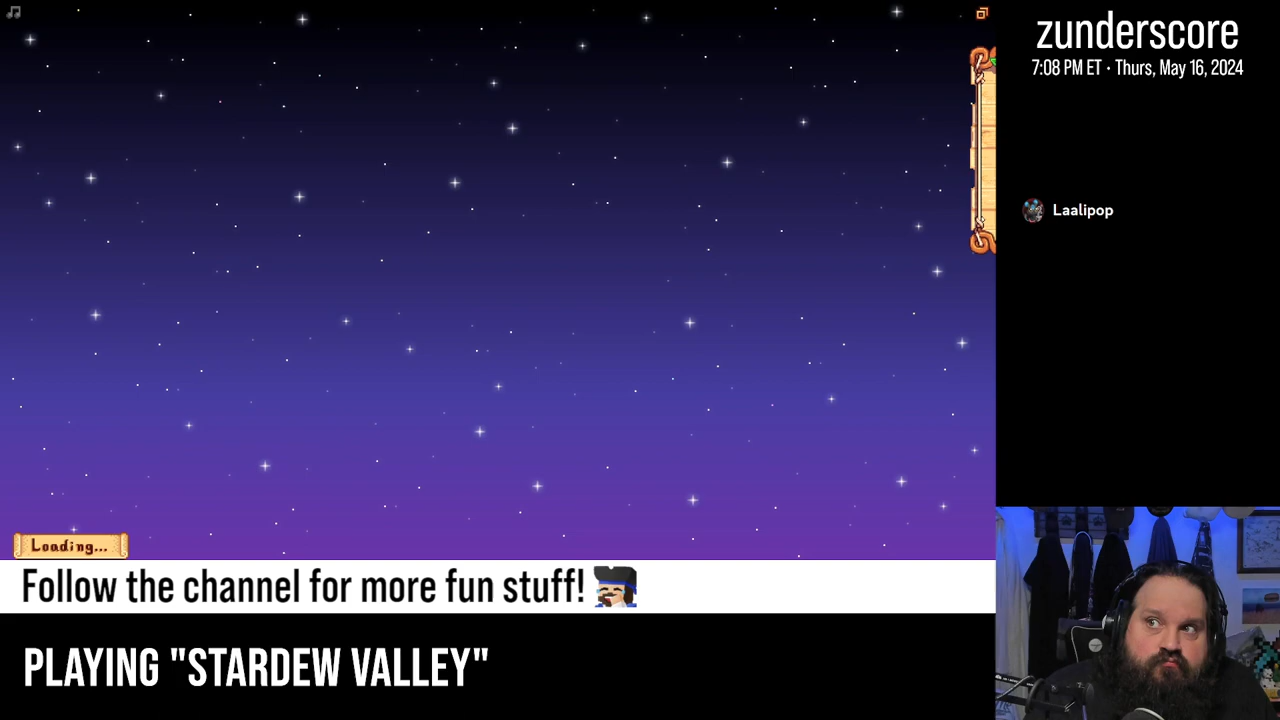 zunderscore
7:08 PM ET · Thurs, May 16, 2024
Laalipop
Loading...
Follow the channel for more fun stuff!
PLAYING "STARDEW VALLEY"